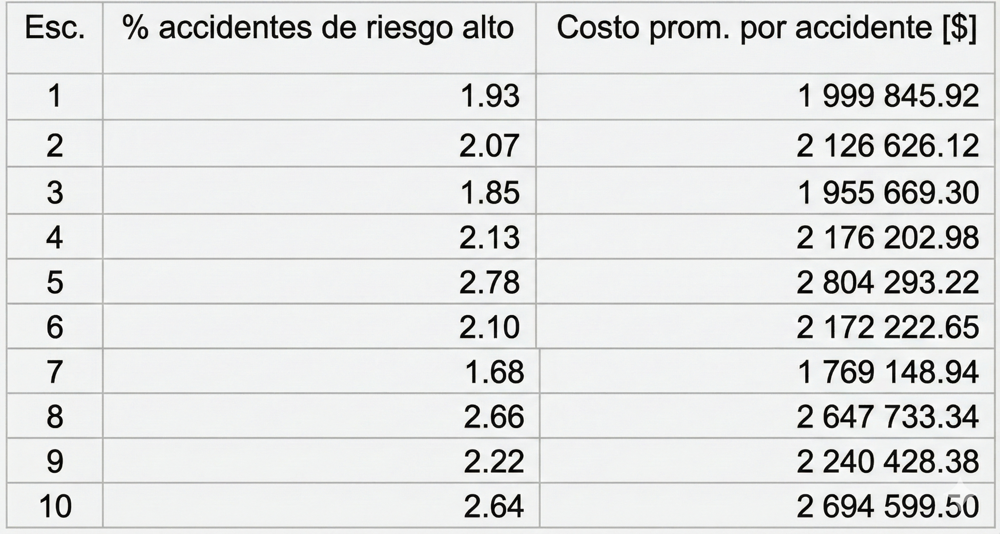 Esc. % accidentes de riesgo alto Costo prom. por accidente [$]
1 1.93 1 999 845.92
2 2.07 2 126 626.12
3 1.85 1 955 669.30
4 2.13 2 176 202.98
5 2.78 2 804 293.22
6 2.10 2 172 222.65
7 1.68 1 769 148.94
8 2.66 2 647 733.34
9 2.22 2 240 428.38
10 2.64 2 694 599.50